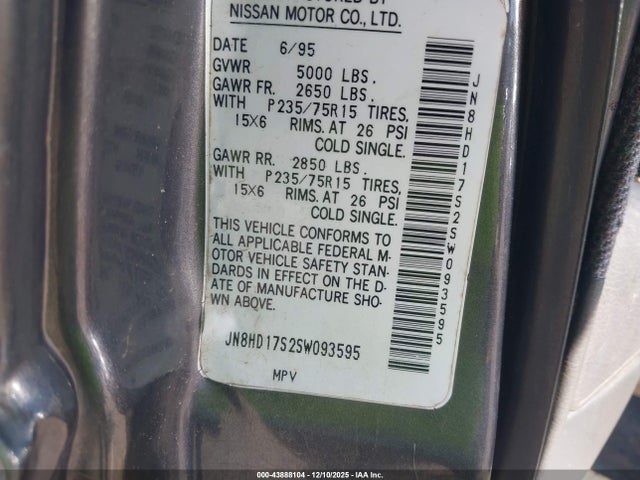 NISSAN MOTOR CO., LTD.
DATE 6/95
GVWR 5000 LBS.
GAWR FR. 2650 LBS.
WITH P235/75R15 TIRES,
15X6 RIMS. AT 26 PSI
COLD SINGLE.
GAWR RR. 2850 LBS.
WITH P235/75R15 TIRES,
15X6 RIMS. AT 26 PSI
COLD SINGLE.
THIS VEHICLE CONFORMS TO
ALL APPLICABLE FEDERAL M-
OTOR VEHICLE SAFETY STAN-
DARDS IN EFFECT ON THE D-
ATE OF MANUFACTURE SHO-
WN ABOVE.
JN8HD17S2SW093595
MPV
JN8HD17S2SW093595
000-43888104 - 12/10/2025 - IAA Inc.